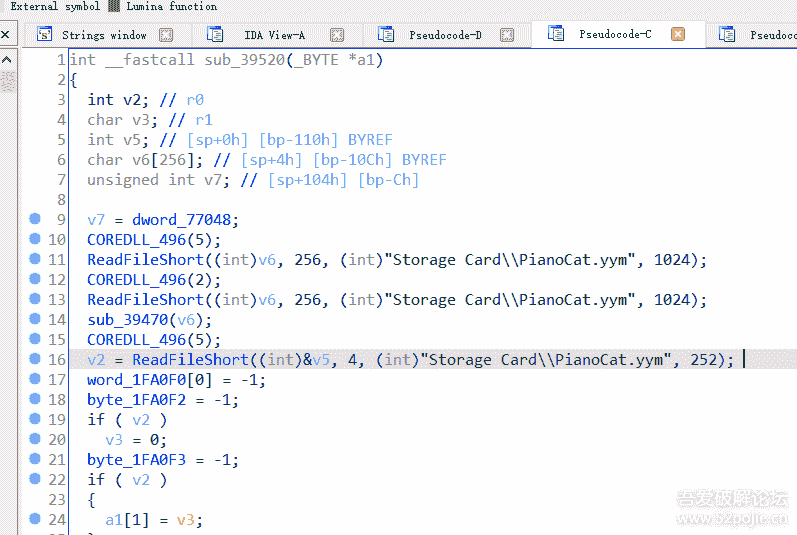 External symbol Lumina function
Strings window IDA View-A Pseudocode-D Pseudocode-C Pseudoco
1 int __fastcall sub_39520(_BYTE *a1)
2 {
3 int v2; // r0
4 char v3; // r1
5 int v5; // [sp+0h] [bp-110h] BYREF
6 char v6[256]; // [sp+4h] [bp-10Ch] BYREF
7 unsigned int v7; // [sp+104h] [bp-Ch]
8
9 v7 = dword_77048;
10 COREDLL_496(5);
11 ReadFileShort((int)v6, 256, (int)"Storage Card\\PianoCat.yym", 1024);
12 COREDLL_496(2);
13 ReadFileShort((int)v6, 256, (int)"Storage Card\\PianoCat.yym", 1024);
14 sub_39470(v6);
15 COREDLL_496(5);
16 v2 = ReadFileShort((int)&v5, 4, (int)"Storage Card\\PianoCat.yym", 252);
17 word_1FA0F0[0] = -1;
18 byte_1FA0F2 = -1;
19 if ( v2 )
20 v3 = 0;
21 byte_1FA0F3 = -1;
22 if ( v2 )
23 {
24 a1[1] = v3;
吾爱破解论坛
www.52pojie.cn